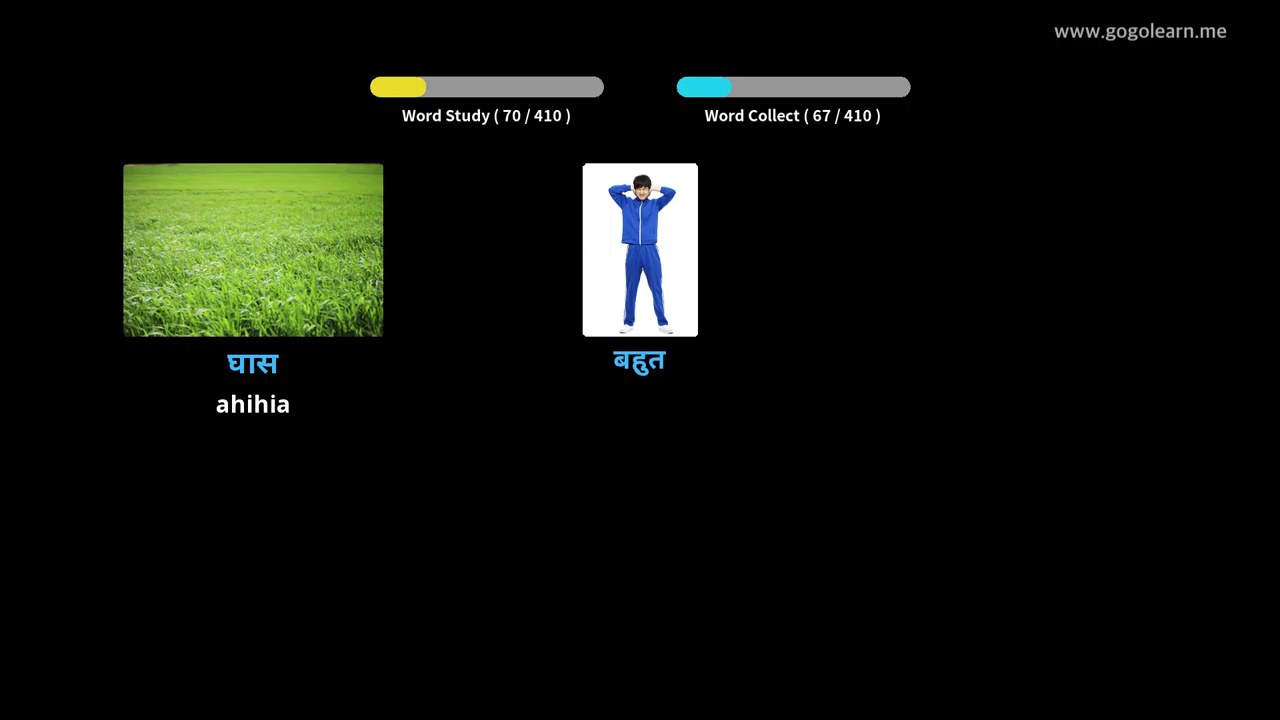 www.gogolearn.me
Word Study ( 70 / 410 )
Word Collect ( 67 / 410 )
घास
ahihia
बहुत